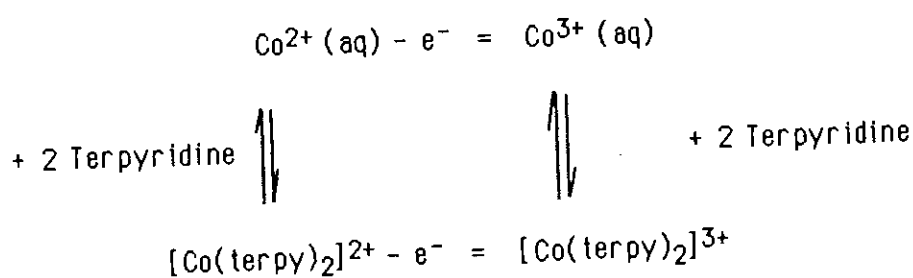 Co²⁺ (aq) - e⁻ = Co³⁺ (aq)
+ 2 Terpyridine + 2 Terpyridine
[Co(terpy)₂]²⁺ - e⁻ = [Co(terpy)₂]³⁺